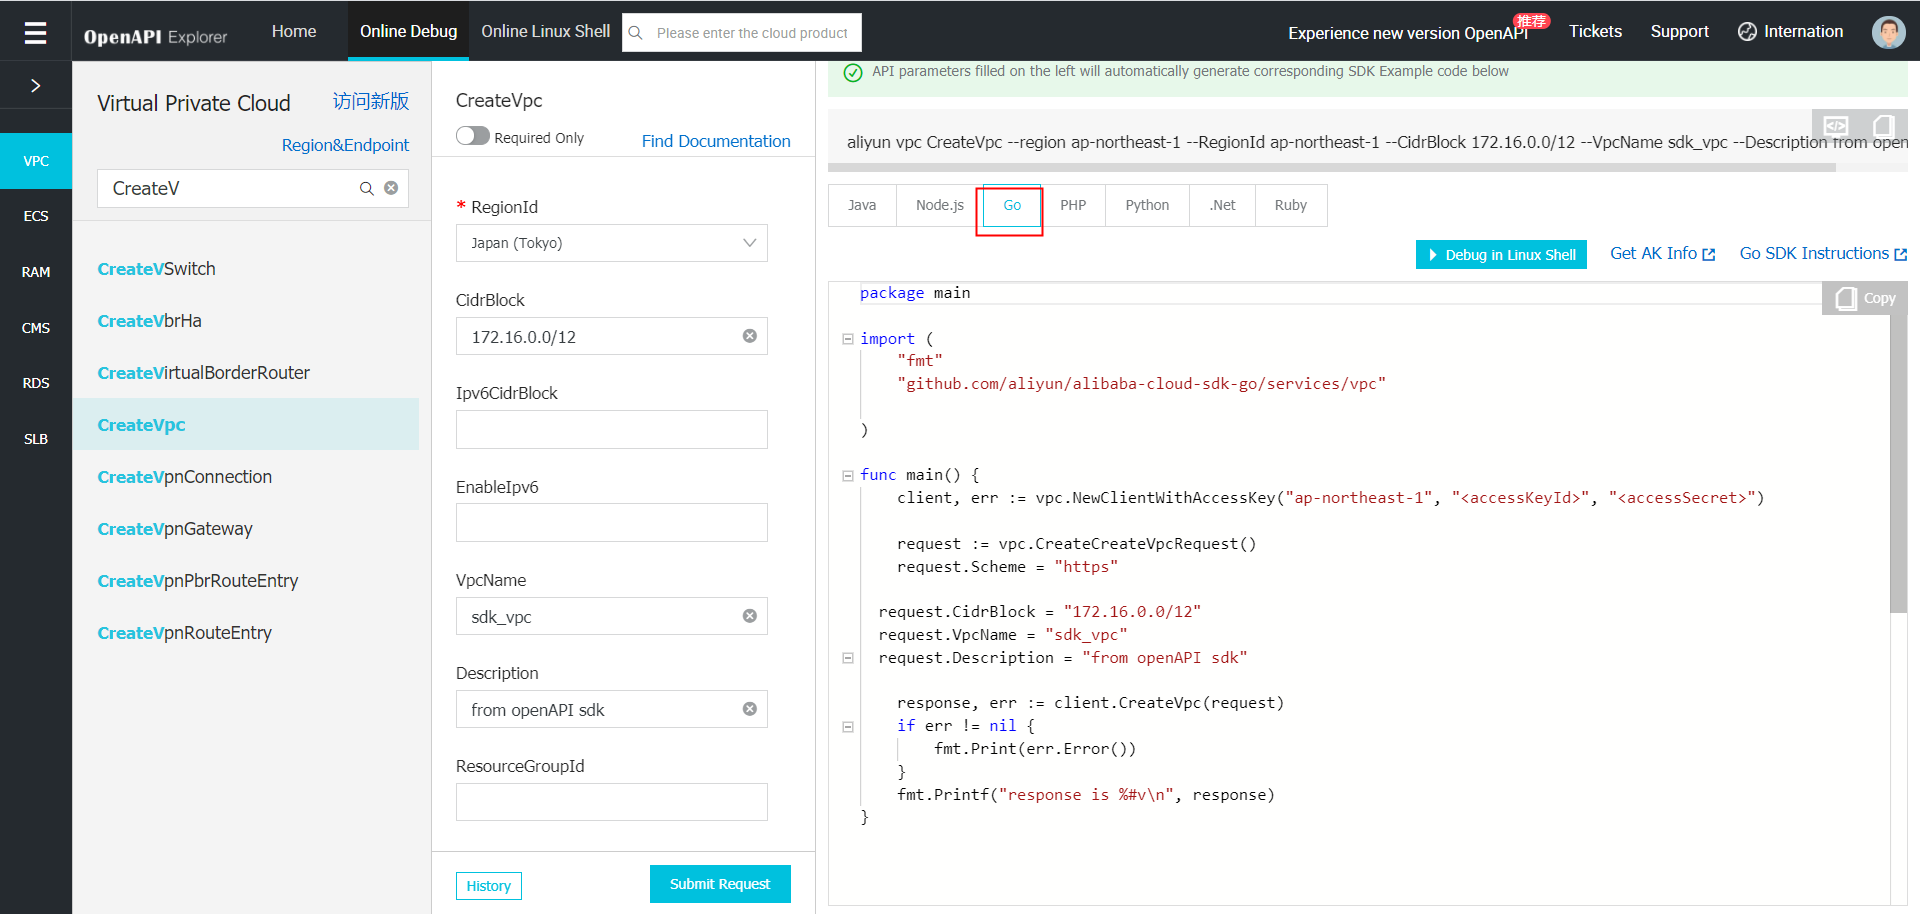 OpenAPI Explorer
Home
Online Debug
Online Linux Shell
Please enter the cloud product
Experience new version OpenAPI
推荐
Tickets
Support
Internation
VPC
ECS
RAM
CMS
RDS
SLB
Virtual Private Cloud
访问新版
Region&Endpoint
CreateV
CreateVSwitch
CreateVbrHa
CreateVirtualBorderRouter
CreateVpc
CreateVpnConnection
CreateVpnGateway
CreateVpnPbrRouteEntry
CreateVpnRouteEntry
CreateVpc
Required Only
Find Documentation
* RegionId
Japan (Tokyo)
CidrBlock
172.16.0.0/12
Ipv6CidrBlock
EnableIpv6
VpcName
sdk_vpc
Description
from openAPI sdk
ResourceGroupId
History
Submit Request
API parameters filled on the left will automatically generate corresponding SDK Example code below
aliyun vpc CreateVpc --region ap-northeast-1 --RegionId ap-northeast-1 --CidrBlock 172.16.0.0/12 --VpcName sdk_vpc --Description from open
Java
Node.js
Go
PHP
Python
.Net
Ruby
Debug in Linux Shell
Get AK Info
Go SDK Instructions
Copy
package main
import (
"fmt"
"github.com/aliyun/alibaba-cloud-sdk-go/services/vpc"
)
func main() {
client, err := vpc.NewClientWithAccessKey("ap-northeast-1", "<accessKeyId>", "<accessSecret>")
request := vpc.CreateCreateVpcRequest()
request.Scheme = "https"
request.CidrBlock = "172.16.0.0/12"
request.VpcName = "sdk_vpc"
request.Description = "from openAPI sdk"
response, err := client.CreateVpc(request)
if err != nil {
fmt.Print(err.Error())
}
fmt.Printf("response is %#v\n", response)
}